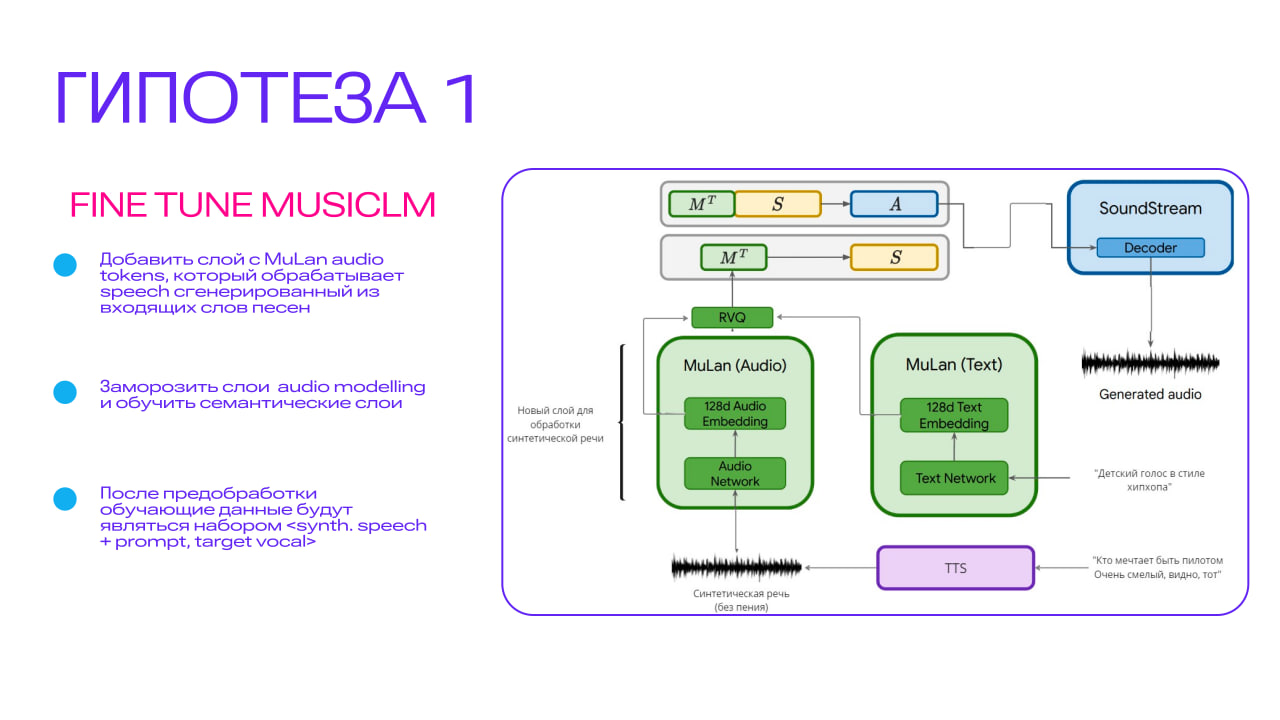 ГИПОТЕЗА 1
FINE TUNE MUSICLM
Добавить слой с MuLan audio
tokens, который обрабатывает
speech сгенерированный из
входящих слов песен
Заморозить слои audio modelling
и обучить семантические слои
После предобработки
обучающие данные будут
являться набором <synth. speech
+ prompt, target vocal>
M^T S A
M^T S
RVQ
MuLan (Audio)
128d Audio
Embedding
Audio
Network
Новый слой для
обработки
синтетической речи
MuLan (Text)
128d Text
Embedding
Text Network
SoundStream
Decoder
Generated audio
"Детский голос в стиле
хипхопа"
TTS
"Кто мечтает быть пилотом
Очень смелый, видно, тот"
Синтетическая речь
(без пения)